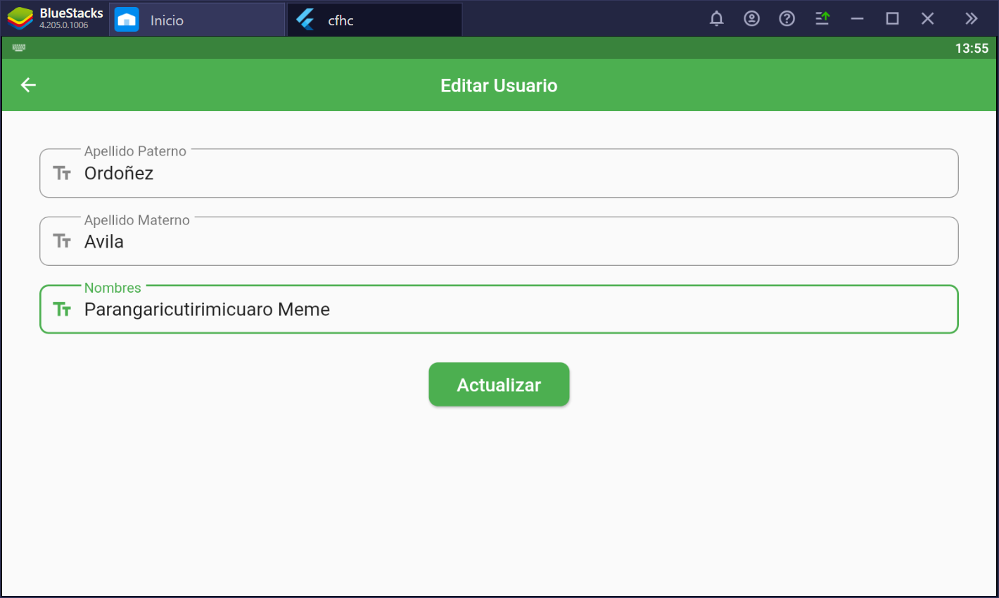 BlueStacks
4.205.0.1006
Inicio
cfhc
13:55
Editar Usuario
Apellido Paterno
Ordoñez
Apellido Materno
Avila
Nombres
Parangaricutirimicuaro Meme
Actualizar